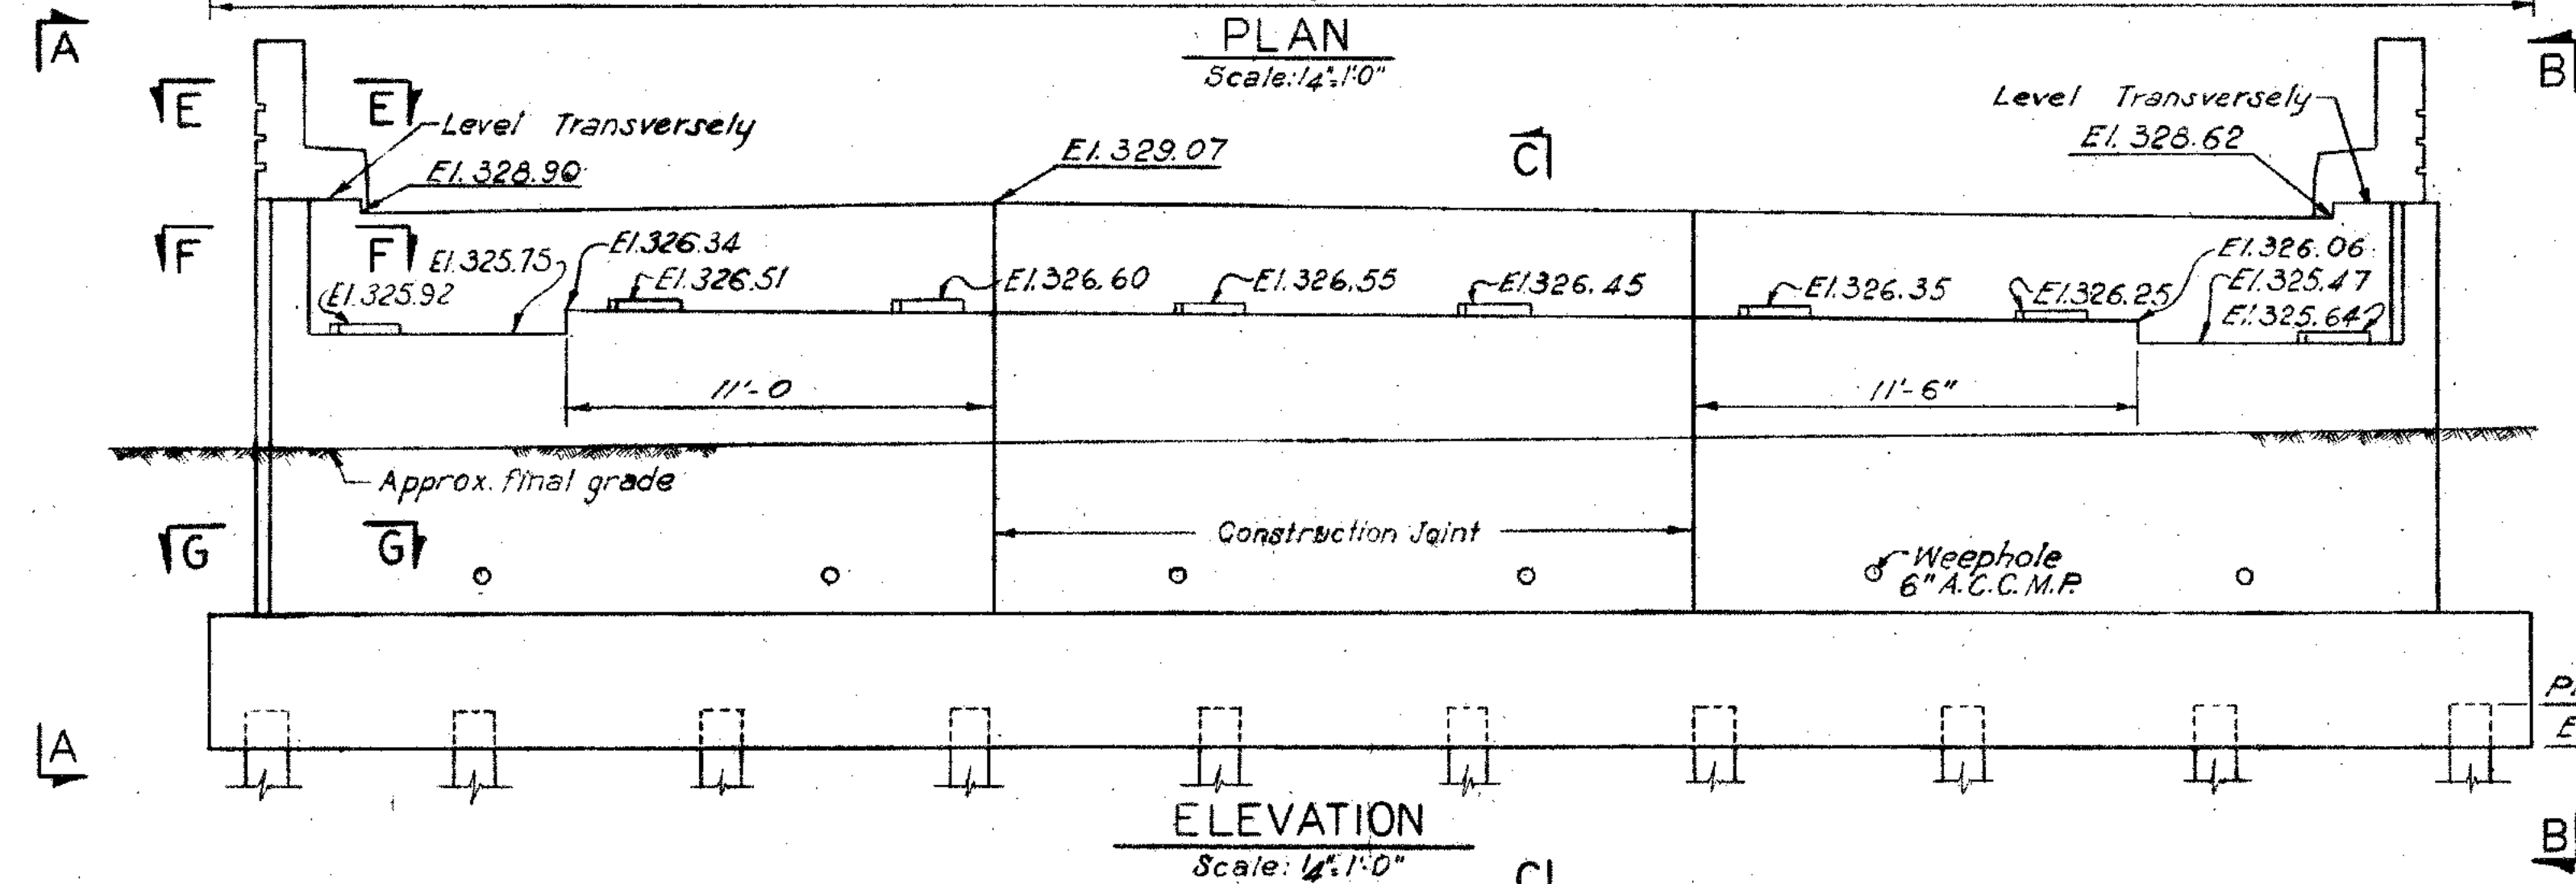 PLAN
Scale:1/4"=1'-0"
A
B
E
E
Level Transversely
El. 328.90
El. 329.07
C
Level Transversely
El. 328.62
F
F
El.325.75
El.326.34
El.325.92
El.326.51
El.326.60
El.326.55
El.326.45
El.326.35
El.326.25
El.326.06
El.325.47
El.325.64
11'-0
11'-6"
Approx. final grade
G
G
Construction Joint
Weephole
6" A.C.C.M.P.
A
B
ELEVATION
Scale: 1/4"=1'-0"
C